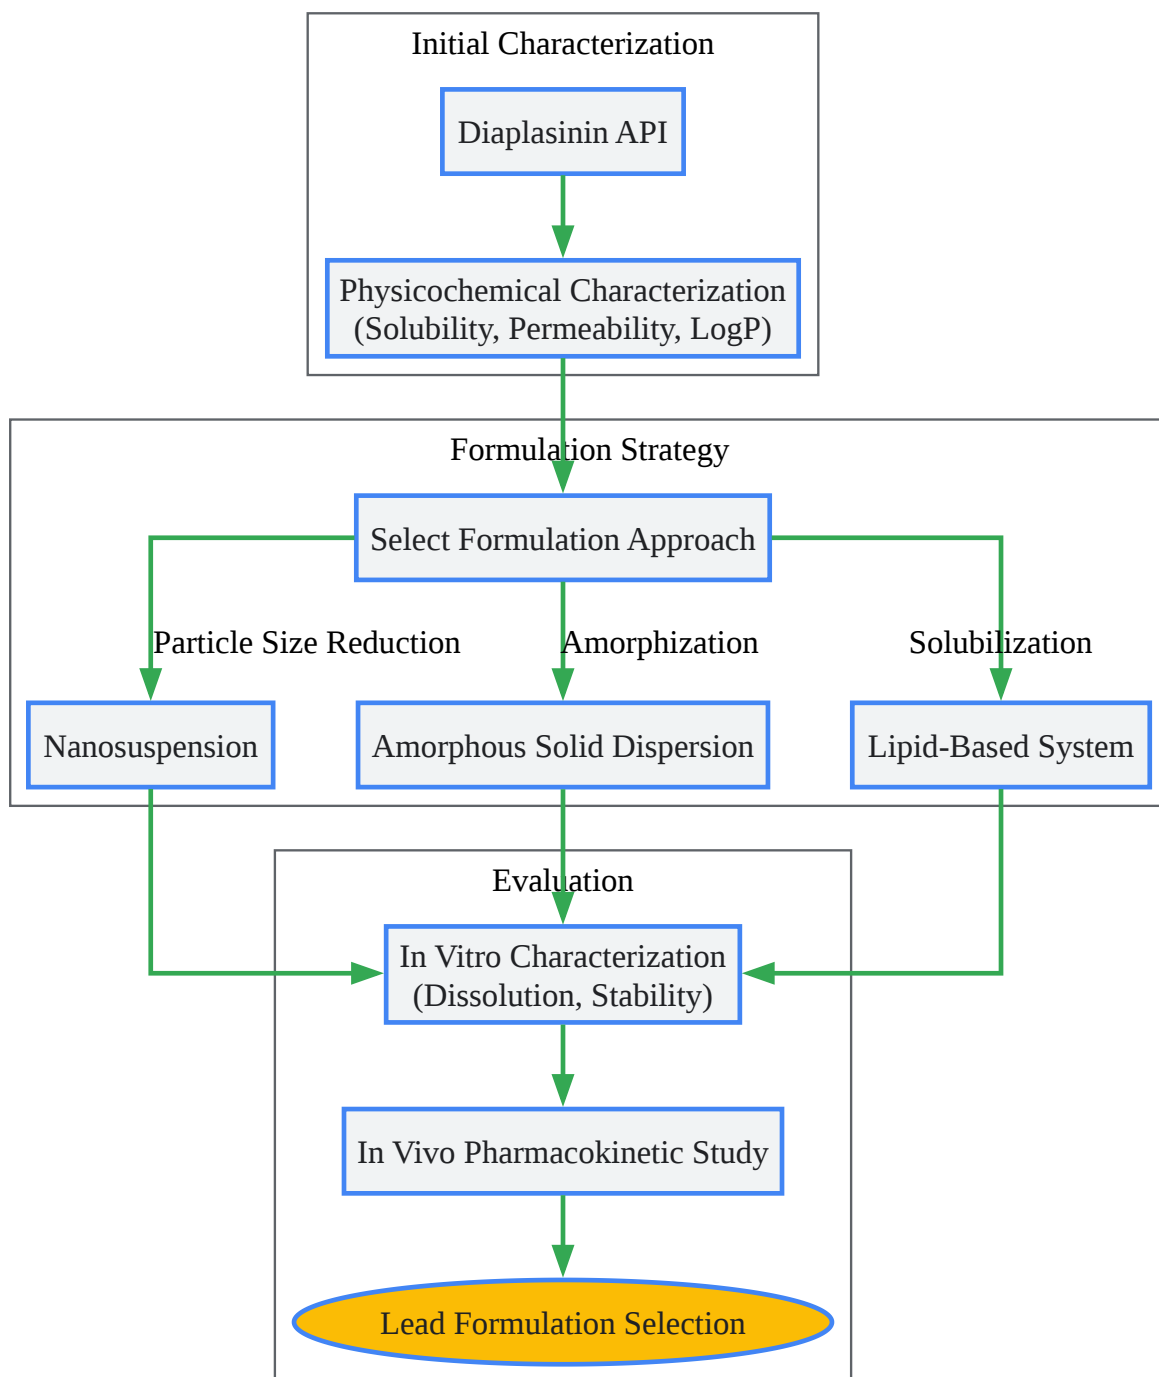 Initial Characterization
Diaplasinin API
Physicochemical Characterization
(Solubility, Permeability, LogP)
Formulation Strategy
Select Formulation Approach
Particle Size Reduction
Amorphization
Solubilization
Nanosuspension
Amorphous Solid Dispersion
Lipid-Based System
Evaluation
In Vitro Characterization
(Dissolution, Stability)
In Vivo Pharmacokinetic Study
Lead Formulation Selection